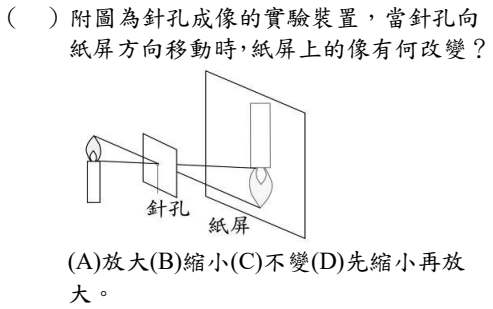 （　）附圖為針孔成像的實驗裝置，當針孔向
紙屏方向移動時，紙屏上的像有何改變？
針孔
紙屏
(A)放大(B)縮小(C)不變(D)先縮小再放
大。